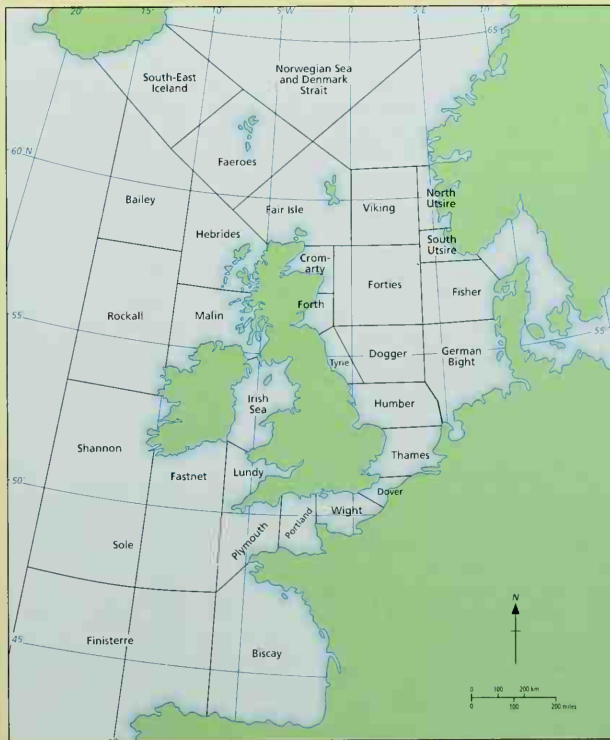 20° 15° 10° 5°W 0 5°E 10°
65°
South-East
Iceland
Norwegian Sea
and Denmark
Strait
60°N
Faeroes
Bailey
Fair Isle
Viking
North
Utsire
Hebrides
South
Utsire
Crom-
arty
Forties
Fisher
Rockall
Malin
Forth
55
55°
Tyne
Dogger
German
Bight
Irish
Sea
Humber
Shannon
Fastnet
Lundy
Thames
50
Dover
Plymouth
Portland
Wight
Sole
N
Finisterre
45
Biscay
0 100 200 km
0 100 200 miles